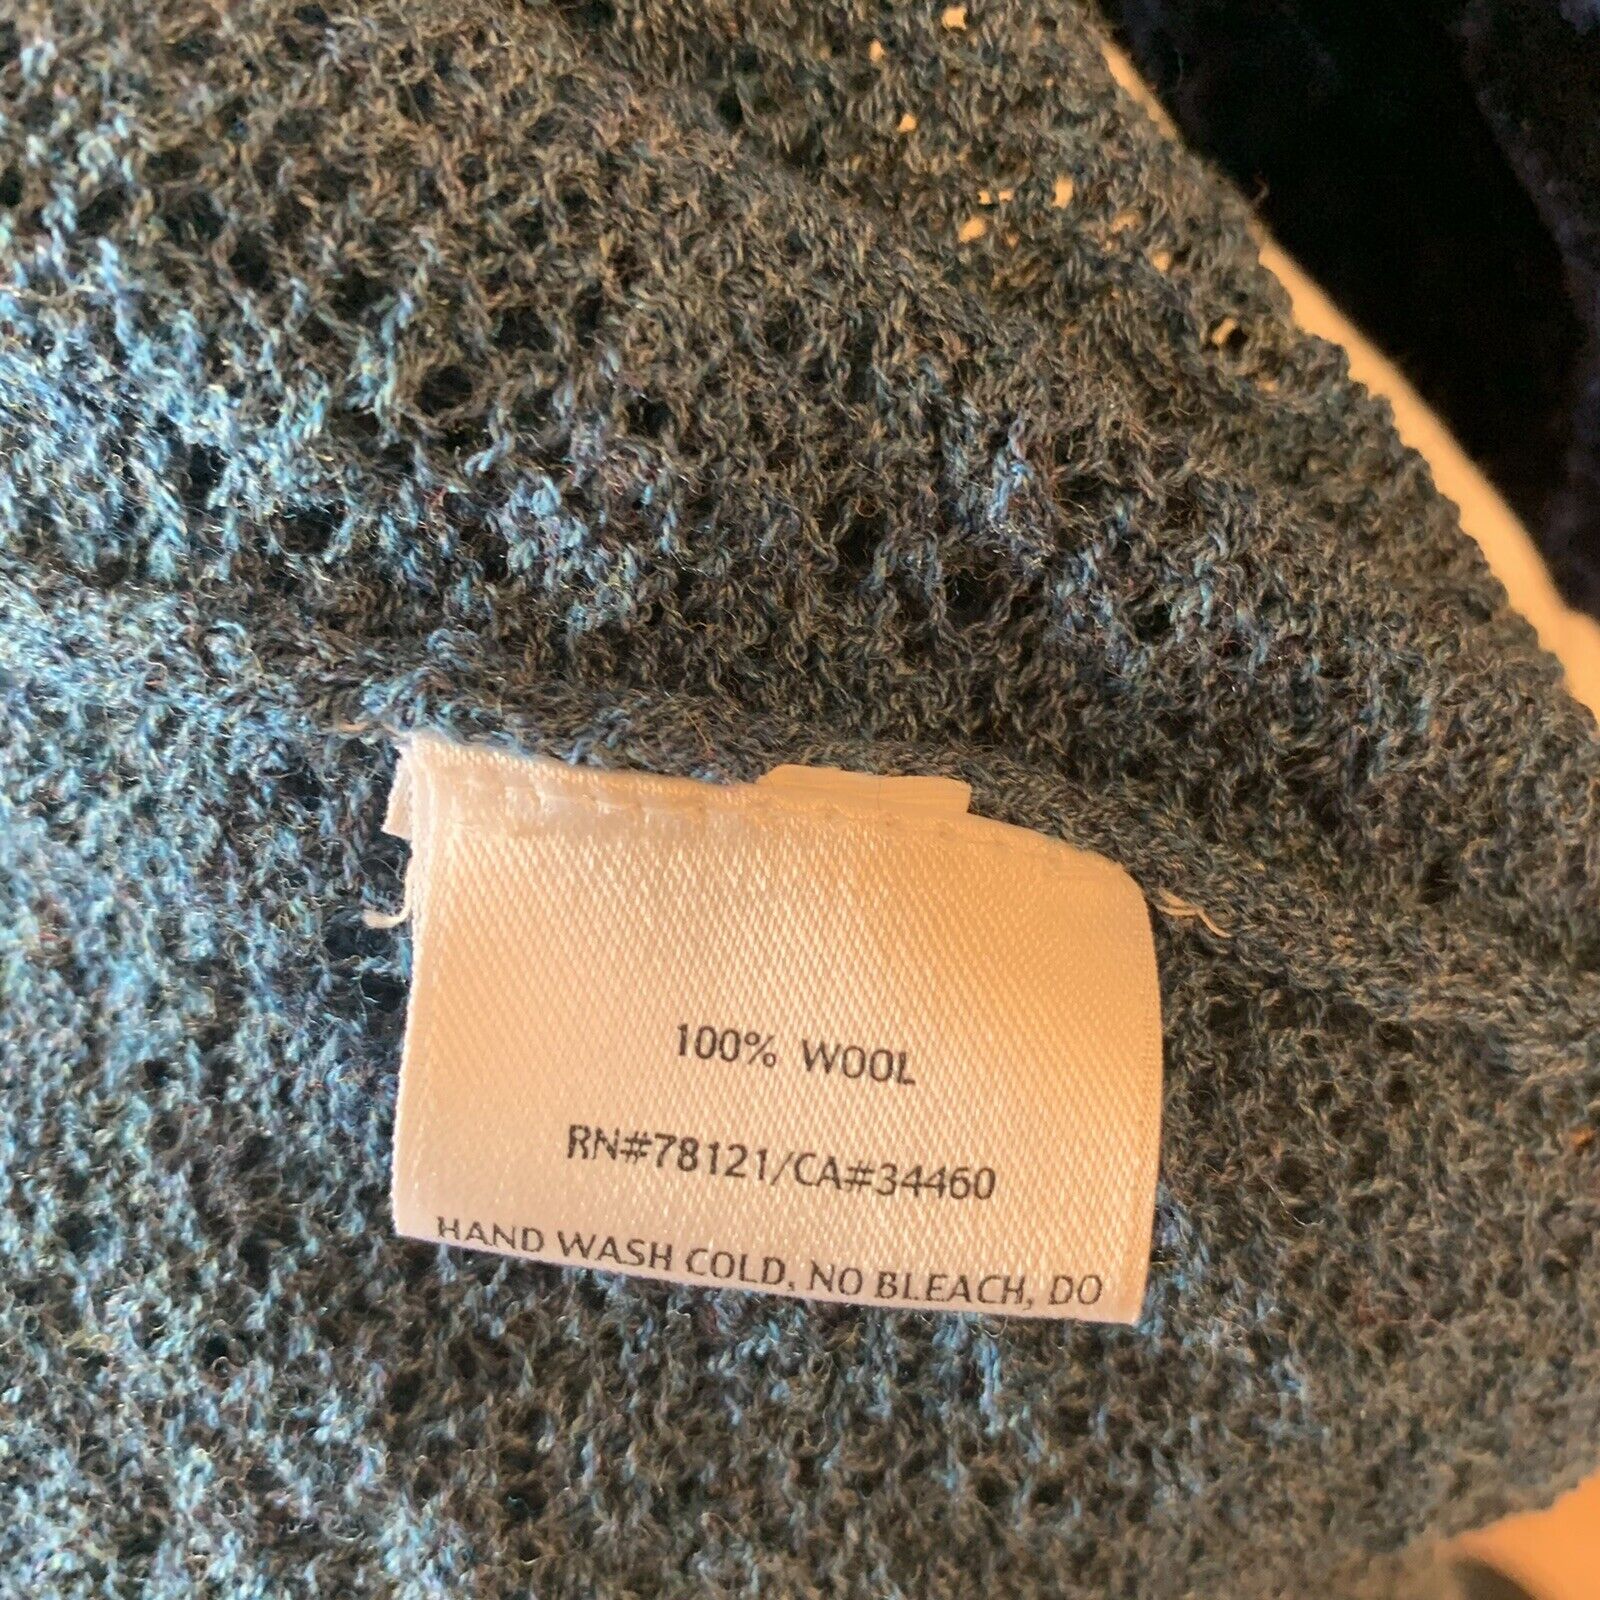 100% WOOL
RN#78121/CA#34460
HAND WASH COLD, NO BLEACH, DO